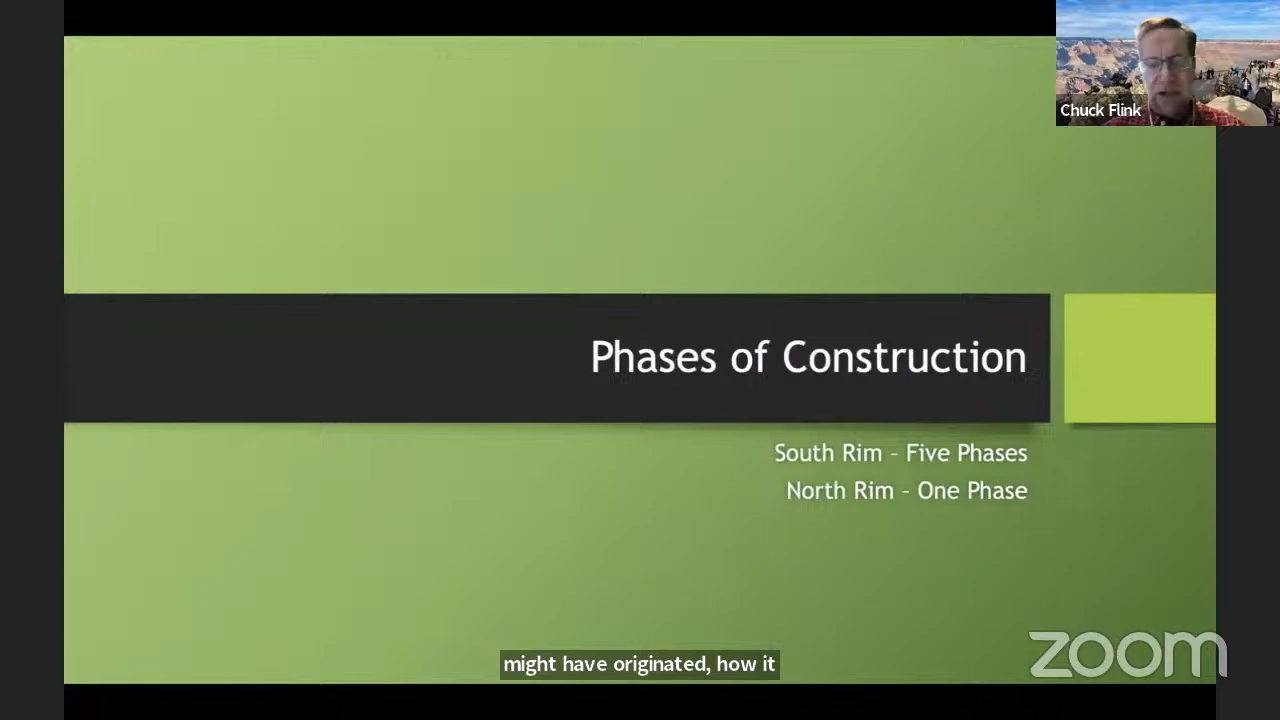 Chuck Flink
Phases of Construction
South Rim – Five Phases
North Rim – One Phase
might have originated, how it
zoom